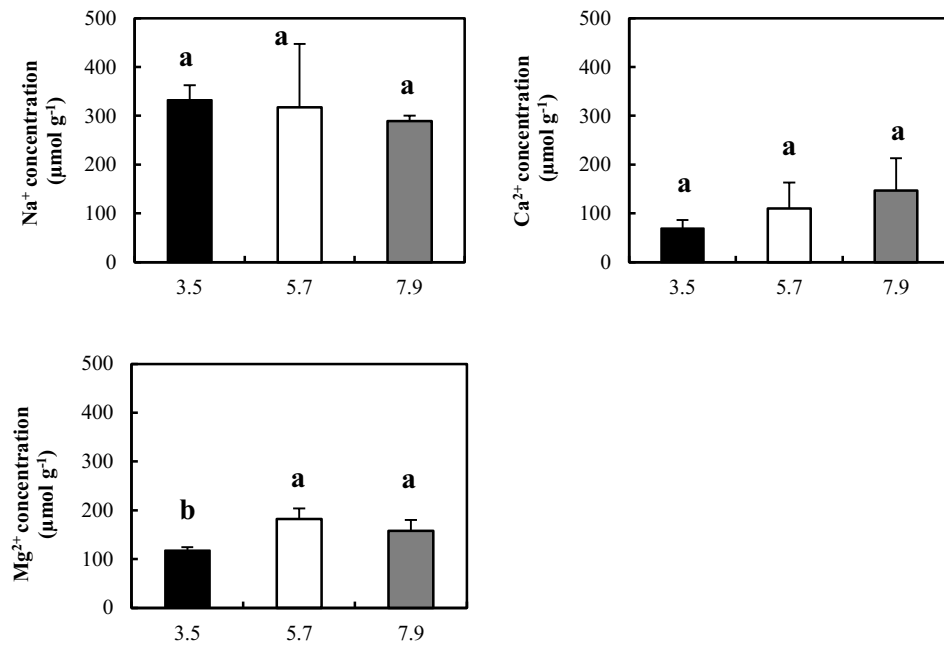 Na⁺ concentration
(µmol g⁻¹)
500
400
300
200
100
0
a
a
a
3.5
5.7
7.9
Ca²⁺ concentration
(µmol g⁻¹)
500
400
300
200
100
0
a
a
a
3.5
5.7
7.9
Mg²⁺ concentration
(µmol g⁻¹)
500
400
300
200
100
0
b
a
a
3.5
5.7
7.9